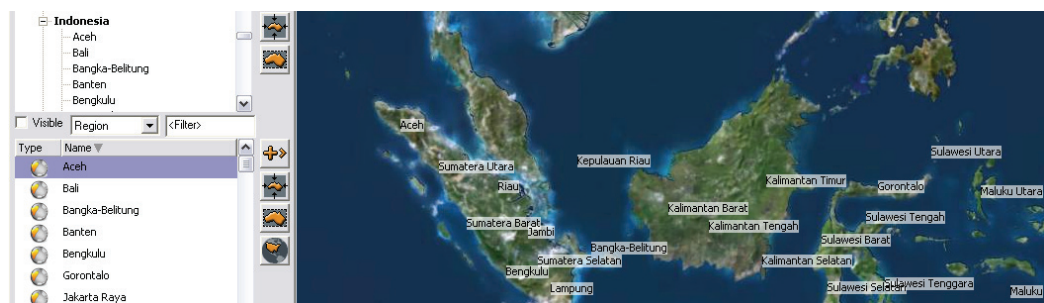 Indonesia
Aceh
Bali
Bangka-Belitung
Banten
Bengkulu
Visible Region <Filter>
Type Name
Aceh
Bali
Bangka-Belitung
Banten
Bengkulu
Gorontalo
Jakarta Raya
Aceh
Sumatera Utara
Kepulauan Riau
Sulawesi Utara
Riau
Kalimantan Timur
Gorontalo
Maluku Utara
Kalimantan Barat
Sumatera Barat
Kalimantan Tengah
Sulawesi Tengah
Jambi
Sulawesi Barat
Bangka-Belitung
Sumatera Selatan
Kalimantan Selatan
Bengkulu
Lampung
Sulawesi Selatan
Sulawesi Tenggara
Maluku